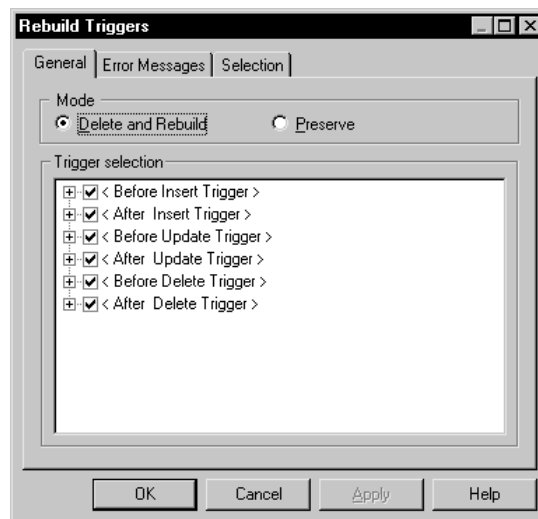 Rebuild Triggers
General Error Messages Selection
Mode
Delete and Rebuild Preserve
Trigger selection
< Before Insert Trigger >
< After Insert Trigger >
< Before Update Trigger >
< After Update Trigger >
< Before Delete Trigger >
< After Delete Trigger >
OK Cancel Apply Help